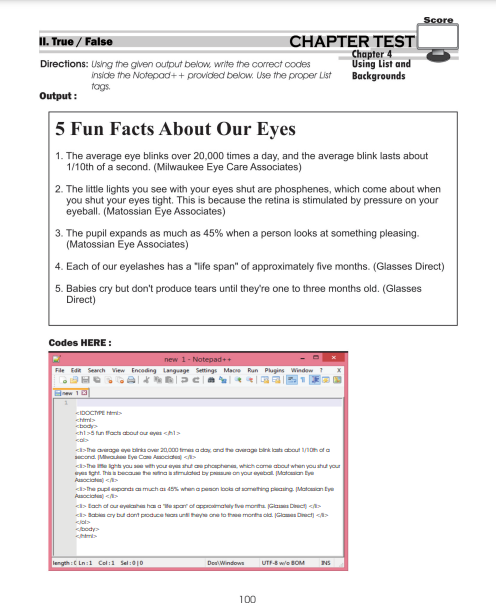 Score
II. True / False
CHAPTER TEST
Chapter 4
Using List and
Backgrounds
Directions: Using the given output below, write the correct codes
inside the Notepad++ provided below. Use the proper List
tags.
Output :
5 Fun Facts About Our Eyes
1. The average eye blinks over 20,000 times a day, and the average blink lasts about
1/10th of a second. (Milwaukee Eye Care Associates)
2. The little lights you see with your eyes shut are phosphenes, which come about when
you shut your eyes tight. This is because the retina is stimulated by pressure on your
eyeball. (Matossian Eye Associates)
3. The pupil expands as much as 45% when a person looks at something pleasing.
(Matossian Eye Associates)
4. Each of our eyelashes has a "life span" of approximately five months. (Glasses Direct)
5. Babies cry but don't produce tears until they're one to three months old. (Glasses
Direct)
Codes HERE :
new 1 - Notepad++
File Edit Search View Encoding Language Settings Macro Run Plugins Window ? X
new 1
1
<!DOCTYPE html>
<html>
<body>
<h1>5 fun fFacts about our eyes </h1 >
<ol>
<li>The average eye blinks over 20,000 times a day, and the average blink lasts about 1/10th of a
second. (Milwaukee Eye Care Associates) </li>
<li>The little lights you see with your eyes shut are phosphenes, which come about when you shut your
eyes tight. This is because the retina is stimulated by pressure on your eyeball. (Matossian Eye
Associates) </li>
<li>The pupil expands as much as 45% when a person looks at something pleasing. (Matossian Eye
Associates) </li>
<li> Each of our eyelashes has a "life span" of approximately five months. (Glasses Direct) </li>
<li> Babies cry but don't produce tears until they're one to three months old. (Glasses Direct) </li>
</ol>
</body>
</html>
length : 0 Ln : 1 Col : 1 Sel : 0 | 0 Dos\Windows UTF-8 w/o BOM INS
100